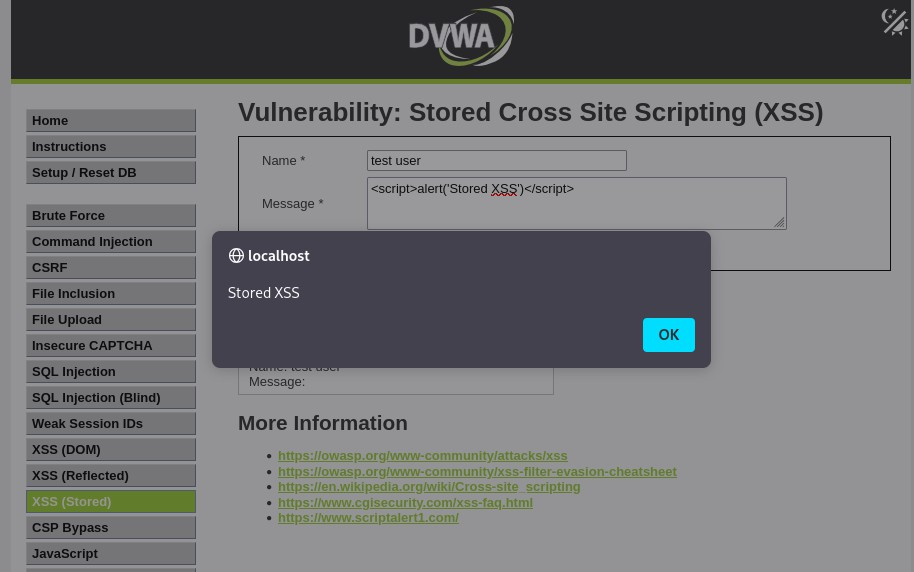 DVWA
Vulnerability: Stored Cross Site Scripting (XSS)
Home
Instructions
Setup / Reset DB
Brute Force
Command Injection
CSRF
File Inclusion
File Upload
Insecure CAPTCHA
SQL Injection
SQL Injection (Blind)
Weak Session IDs
XSS (DOM)
XSS (Reflected)
XSS (Stored)
CSP Bypass
JavaScript
Name * test user
Message * <script>alert('Stored XSS')</script>
localhost
Stored XSS
OK
Name: test user
Message:
More Information
• https://owasp.org/www-community/attacks/xss
• https://owasp.org/www-community/xss-filter-evasion-cheatsheet
• https://en.wikipedia.org/wiki/Cross-site_scripting
• https://www.cgisecurity.com/xss-faq.html
• https://www.scriptalert1.com/